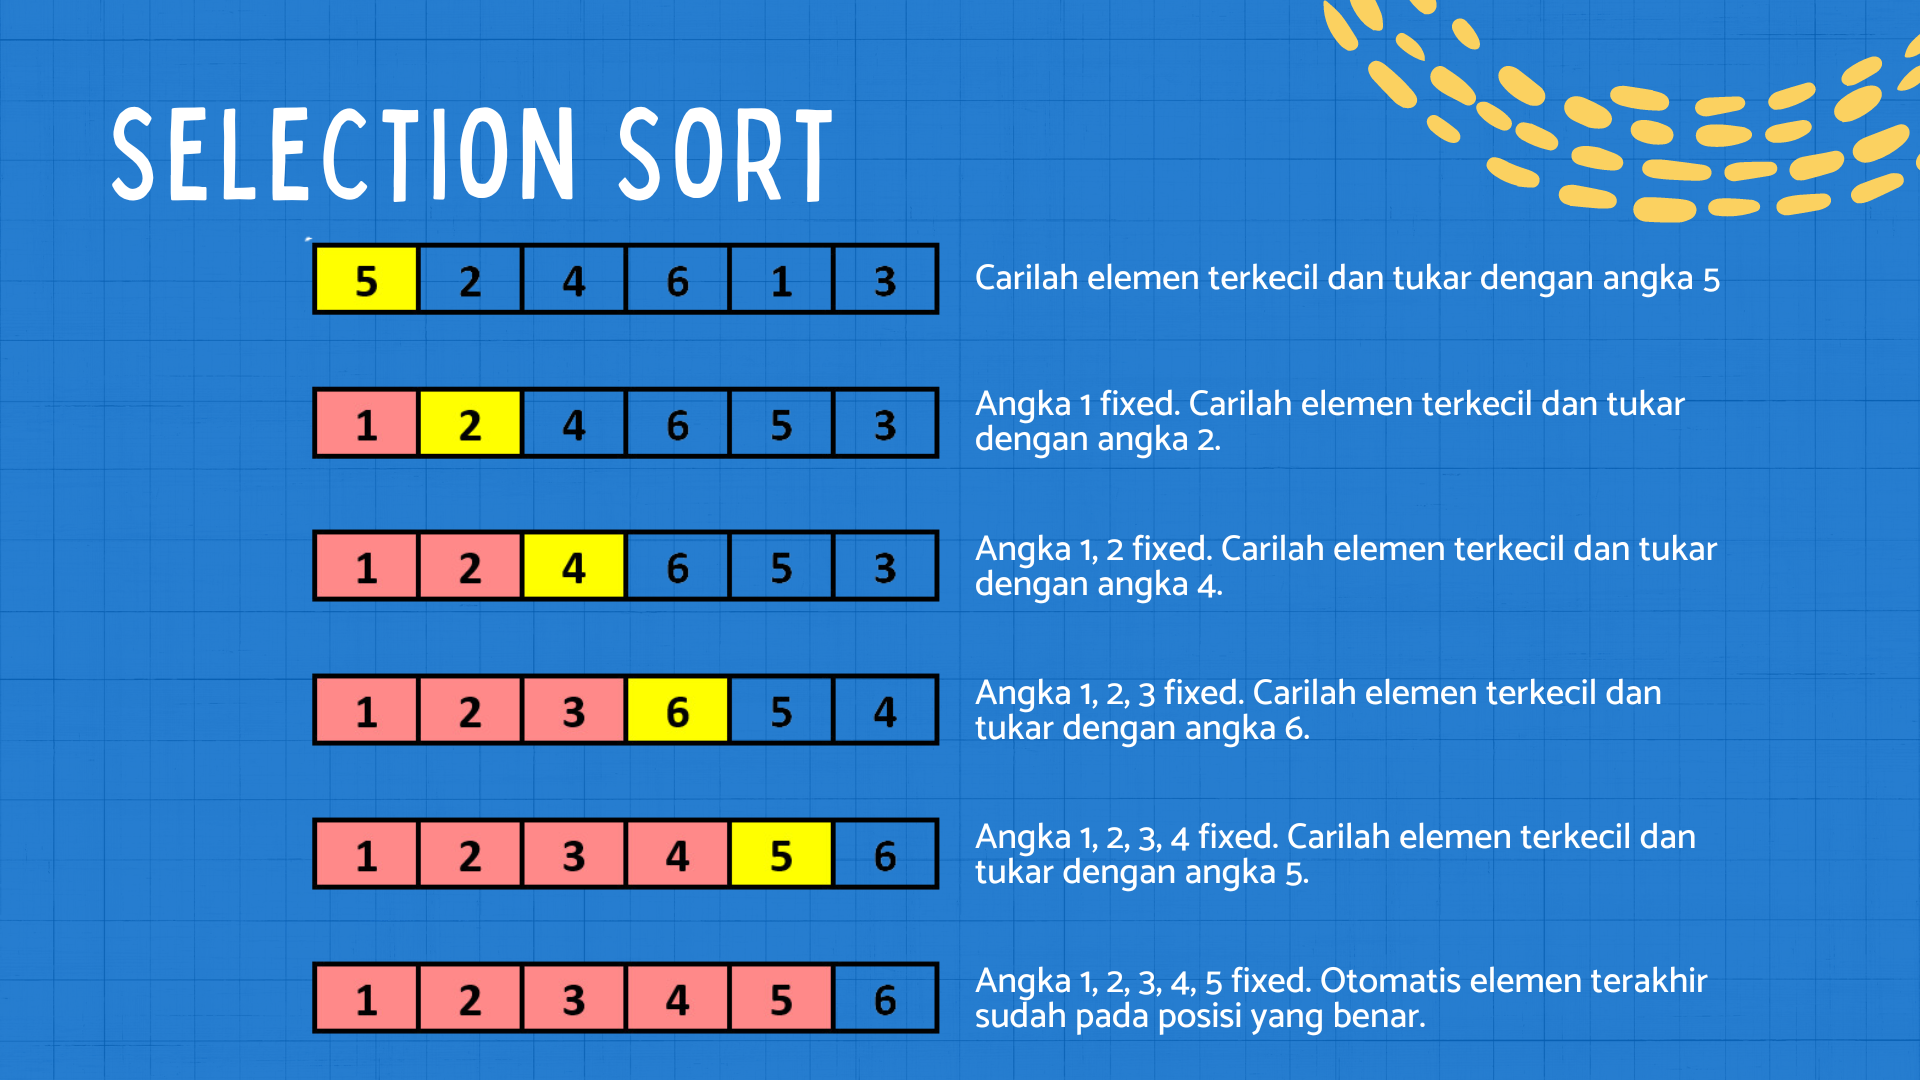 SELECTION SORT
5 2 4 6 1 3
Carilah elemen terkecil dan tukar dengan angka 5
1 2 4 6 5 3
Angka 1 fixed. Carilah elemen terkecil dan tukar
dengan angka 2.
1 2 4 6 5 3
Angka 1, 2 fixed. Carilah elemen terkecil dan tukar
dengan angka 4.
1 2 3 6 5 4
Angka 1, 2, 3 fixed. Carilah elemen terkecil dan
tukar dengan angka 6.
1 2 3 4 5 6
Angka 1, 2, 3, 4 fixed. Carilah elemen terkecil dan
tukar dengan angka 5.
1 2 3 4 5 6
Angka 1, 2, 3, 4, 5 fixed. Otomatis elemen terakhir
sudah pada posisi yang benar.